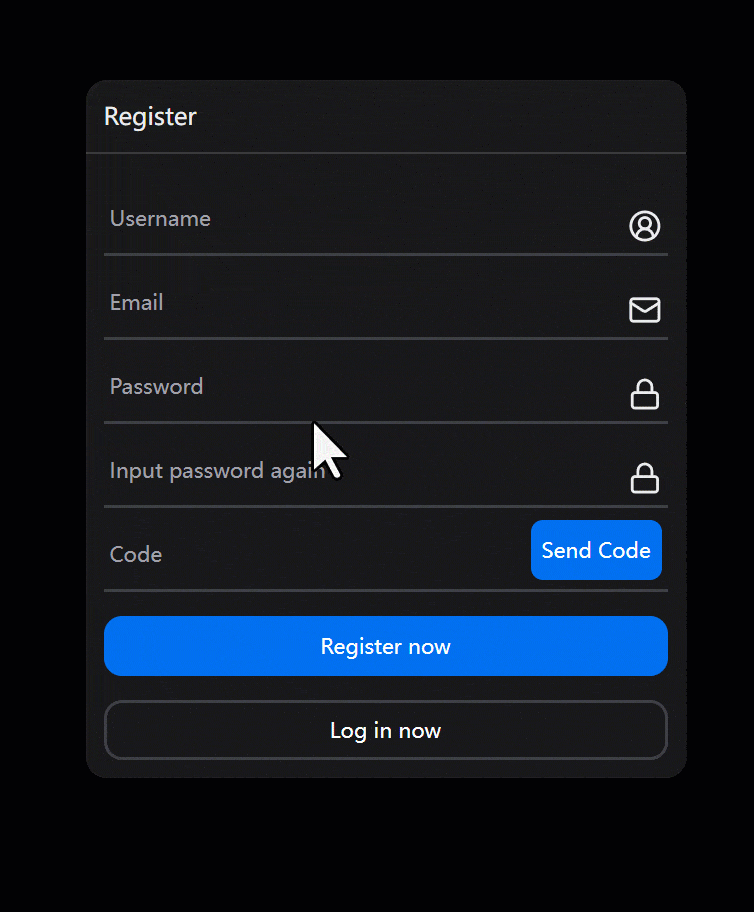 Register
Username
Email
Password
Input password again
Code
Send Code
Register now
Log in now